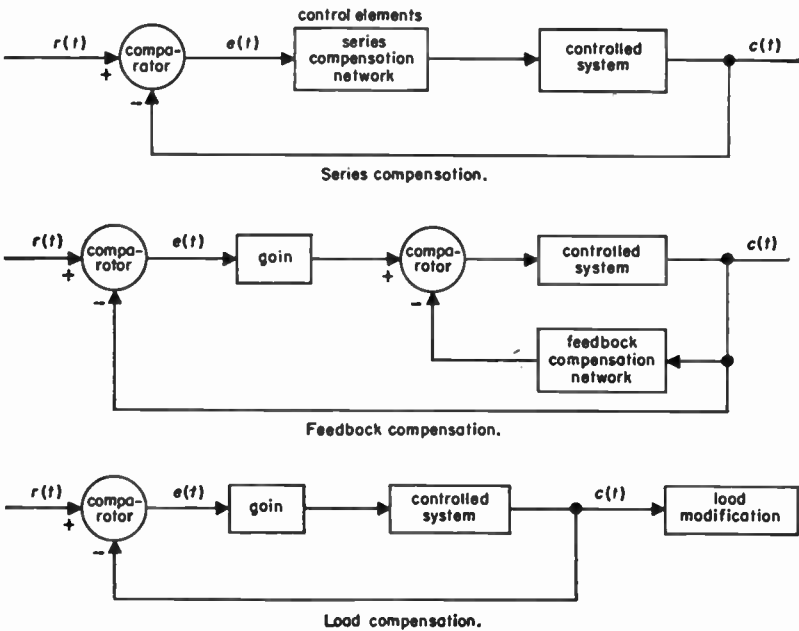 control elements
r(t)
compa-
rator
+
−
e(t)
series
compensation
network
controlled
system
c(t)
Series compensation.
r(t)
compa-
rator
+
−
e(t)
gain
compa-
rator
+
−
controlled
system
c(t)
feedback
compensation
network
Feedback compensation.
r(t)
compa-
rator
+
−
e(t)
gain
controlled
system
c(t)
load
modification
Load compensation.